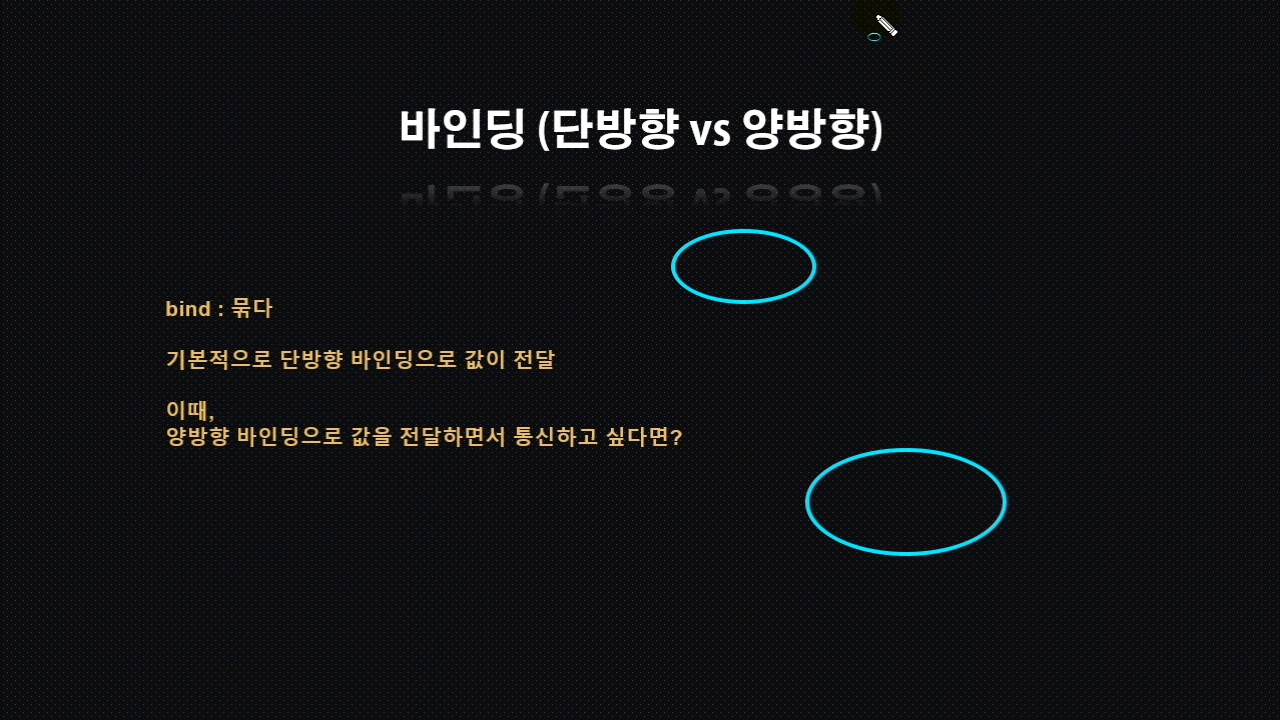 바인딩 (단방향 vs 양방향)
bind : 묶다
기본적으로 단방향 바인딩으로 값이 전달
이때,
양방향 바인딩으로 값을 전달하면서 통신하고 싶다면?